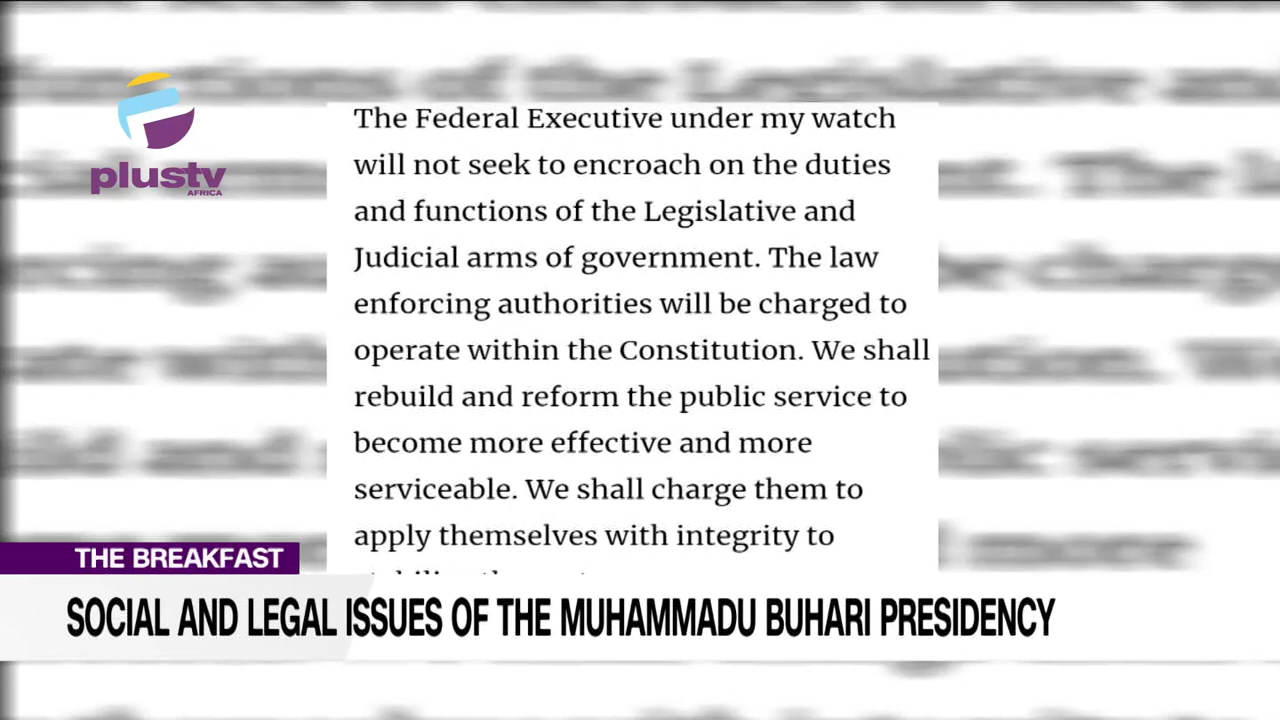 plustv
AFRICA
The Federal Executive under my watch
will not seek to encroach on the duties
and functions of the Legislative and
Judicial arms of government. The law
enforcing authorities will be charged to
operate within the Constitution. We shall
rebuild and reform the public service to
become more effective and more
serviceable. We shall charge them to
apply themselves with integrity to
THE BREAKFAST
SOCIAL AND LEGAL ISSUES OF THE MUHAMMADU BUHARI PRESIDENCY